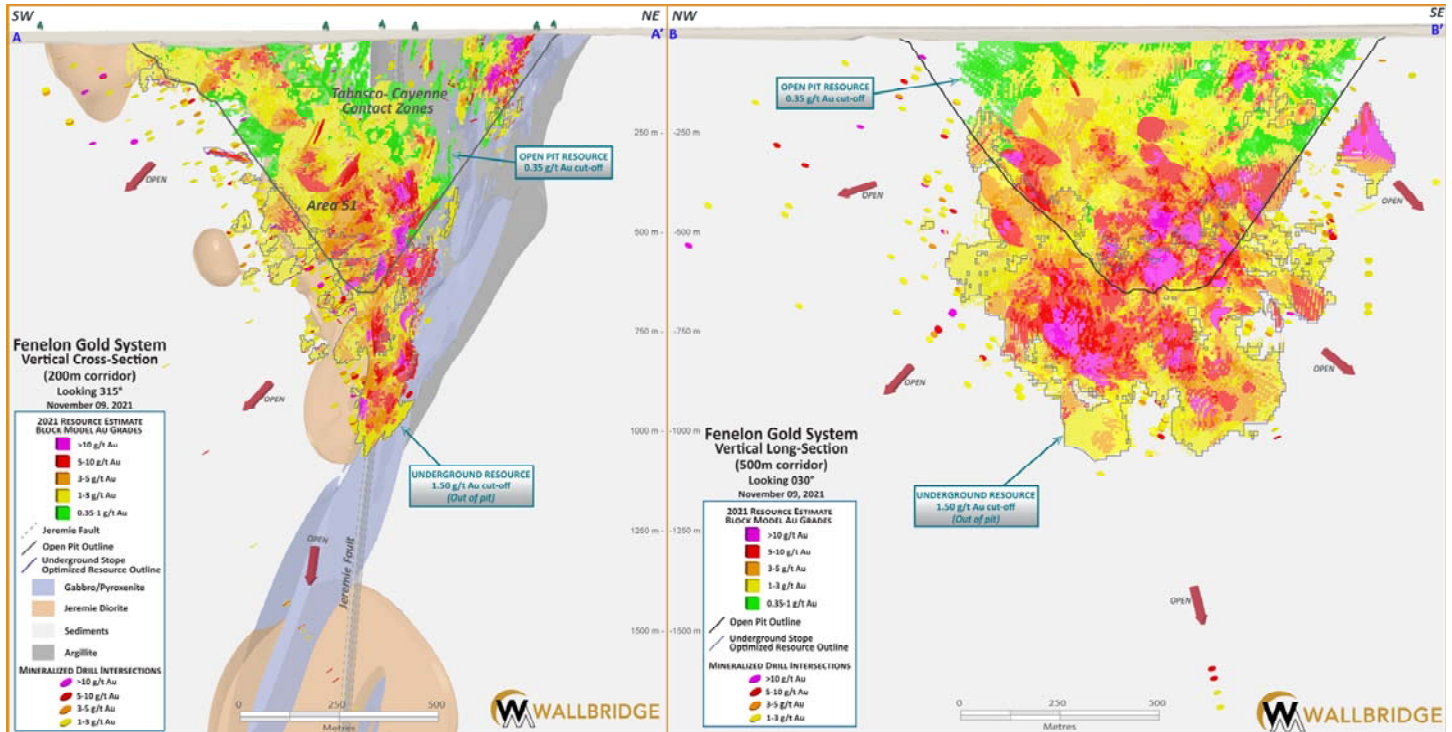 SW
NE
A
A'
Tabasco- Cayenne
Contact Zones
OPEN PIT RESOURCE
0.35 g/t Au cut-off
Area 51
OPEN
OPEN
OPEN
250 m
500 m
750 m
1000 m
1250 m
1500 m
UNDERGROUND RESOURCE
1.50 g/t Au cut-off
(Out of pit)
Jeremie Fault
Fenelon Gold System
Vertical Cross-Section
(200m corridor)
Looking 315°
November 09, 2021
2021 RESOURCE ESTIMATE
BLOCK MODEL AU GRADES
>10 g/t Au
5-10 g/t Au
3-5 g/t Au
1-3 g/t Au
0.35-1 g/t Au
Jeremie Fault
Open Pit Outline
Underground Stope
Optimized Resource Outline
Gabbro/Pyroxenite
Jeremie Diorite
Sediments
Argillite
MINERALIZED DRILL INTERSECTIONS
>10 g/t Au
5-10 g/t Au
3-5 g/t Au
1-3 g/t Au
0 250 500
Metres
WALLBRIDGE
NW
SE
B
B'
OPEN PIT RESOURCE
0.35 g/t Au cut-off
-250 m
-500 m
-750 m
-1000 m
-1250 m
-1500 m
OPEN
OPEN
OPEN
OPEN
OPEN
UNDERGROUND RESOURCE
1.50 g/t Au cut-off
(Out of pit)
Fenelon Gold System
Vertical Long-Section
(500m corridor)
Looking 030°
November 09, 2021
2021 RESOURCE ESTIMATE
BLOCK MODEL AU GRADES
>10 g/t Au
5-10 g/t Au
3-5 g/t Au
1-3 g/t Au
0.35-1 g/t Au
Open Pit Outline
Underground Stope
Optimized Resource Outline
MINERALIZED DRILL INTERSECTIONS
>10 g/t Au
5-10 g/t Au
3-5 g/t Au
1-3 g/t Au
0 250 500
Metres
WALLBRIDGE